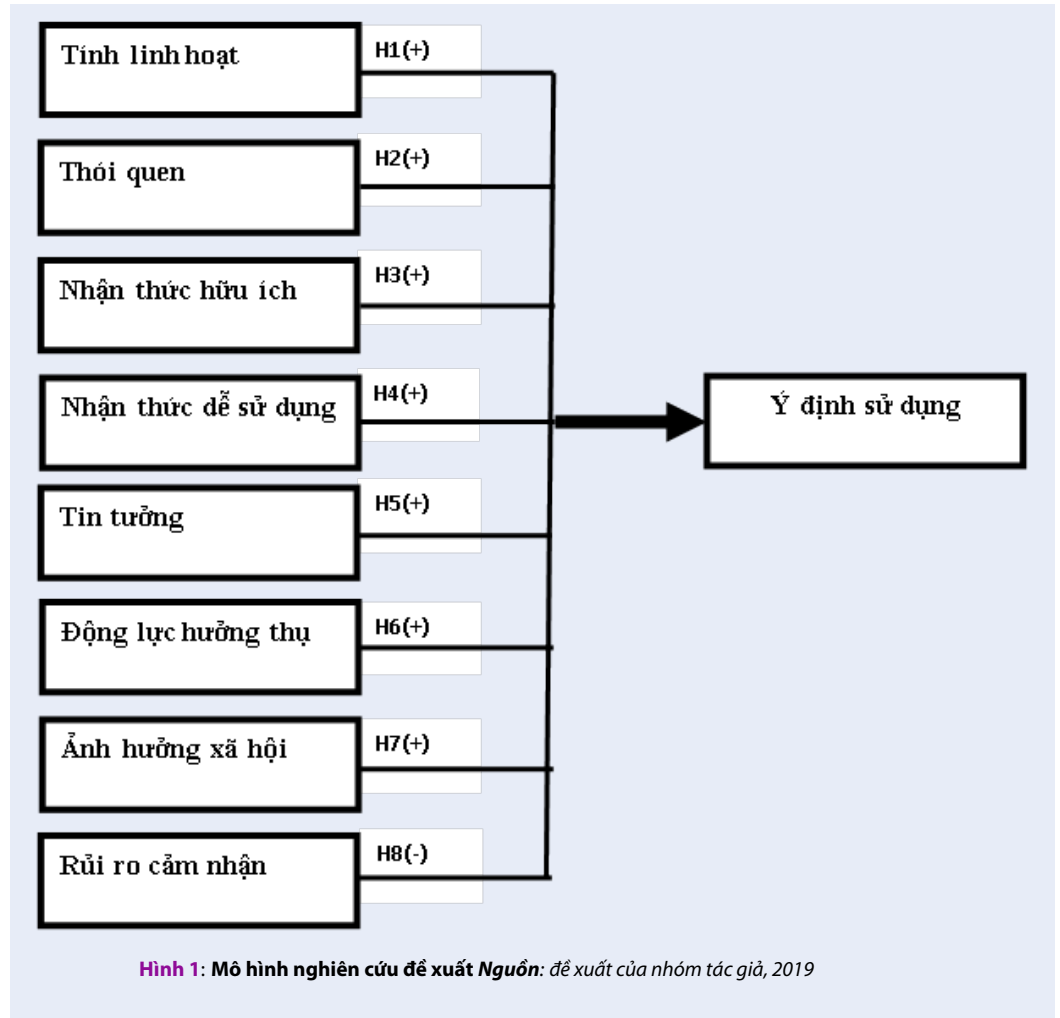 Tính linh hoạt
H1(+)
Thói quen
H2(+)
Nhận thức hữu ích
H3(+)
Nhận thức dễ sử dụng
H4(+)
Ý định sử dụng
Tin tưởng
H5(+)
Động lực hưởng thụ
H6(+)
Ảnh hưởng xã hội
H7(+)
Rủi ro cảm nhận
H8(-)
Hình 1: Mô hình nghiên cứu đề xuất Nguồn: đề xuất của nhóm tác giả, 2019